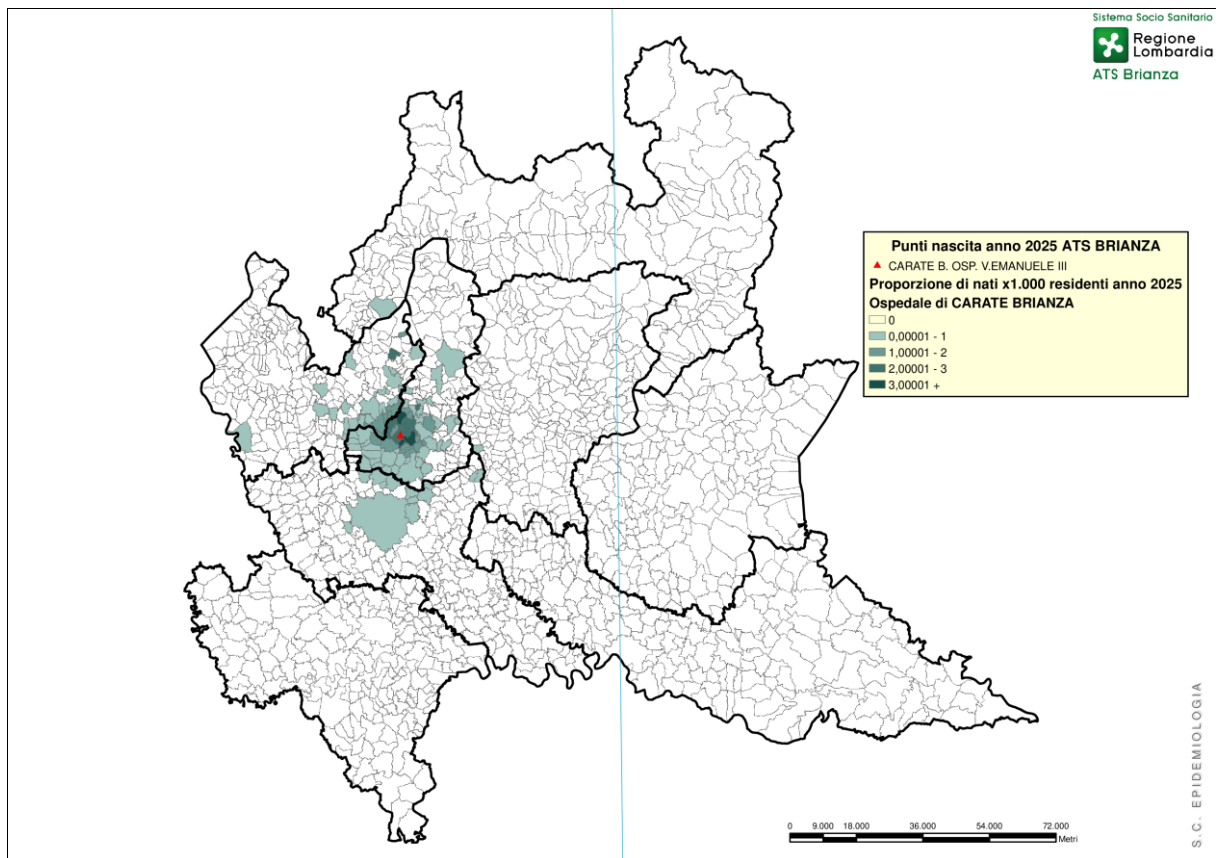 Sistema Socio Sanitario
Regione
Lombardia
ATS Brianza
Punti nascita anno 2025 ATS BRIANZA
CARATE B. OSP. V.EMANUELE III
Proporzione di nati x1.000 residenti anno 2025
Ospedale di CARATE BRIANZA
0
0,00001 - 1
1,00001 - 2
2,00001 - 3
3,00001 +
S.C. EPIDEMIOLOGIA
0 9.000 18.000 36.000 54.000 72.000
Metri